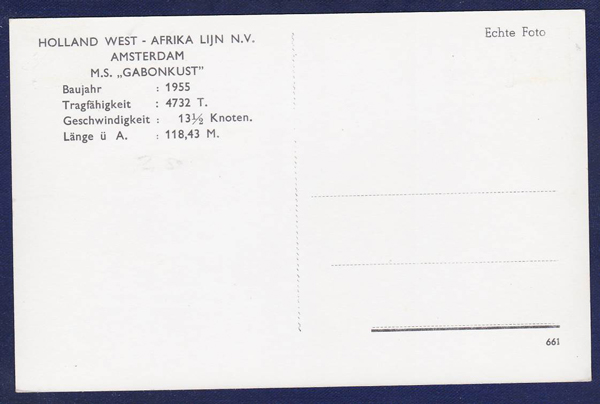 HOLLAND WEST - AFRIKA LIJN N.V.
AMSTERDAM
M.S. „GABONKUST”
Baujahr : 1955
Tragfähigkeit : 4732 T.
Geschwindigkeit : 13½ Knoten.
Länge ü A. : 118,43 M.
Echte Foto
661